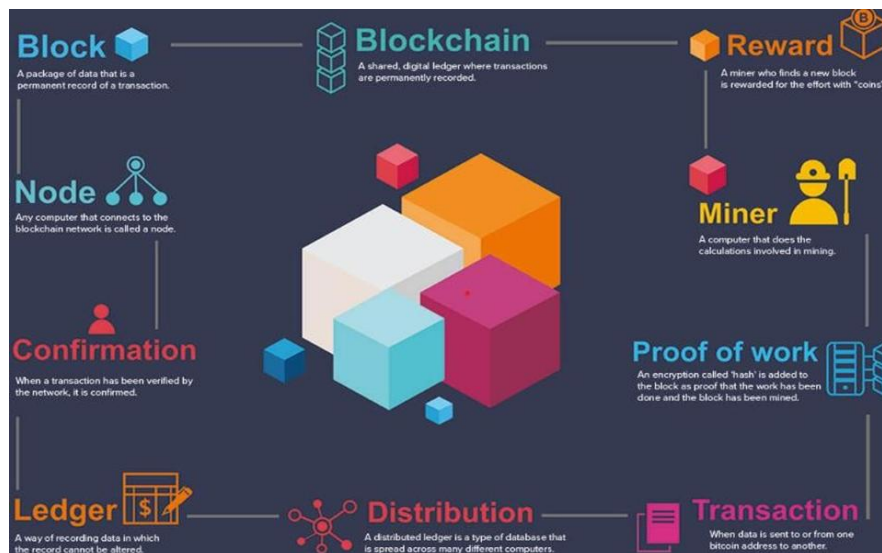 Block
A package of data that is a
permanent record of a transaction.
Blockchain
A shared, digital ledger where transactions
are permanently recorded.
Reward
B
A miner who finds a new block
is rewarded for the effort with "coins"
Node
Any computer that connects to the
blockchain network is called a node.
Miner
A computer that does the
calculations involved in mining.
Confirmation
When a transaction has been verified by
the network, it is confirmed.
Proof of work
An encryption called 'hash' is added to
the block as proof that the work has been
done and the block has been mined.
Ledger
$
A way of recording data in which
the record cannot be altered.
Distribution
A distributed ledger is a type of database that
is spread across many different computers.
Transaction
When data is sent to or from one
bitcoin address to another.